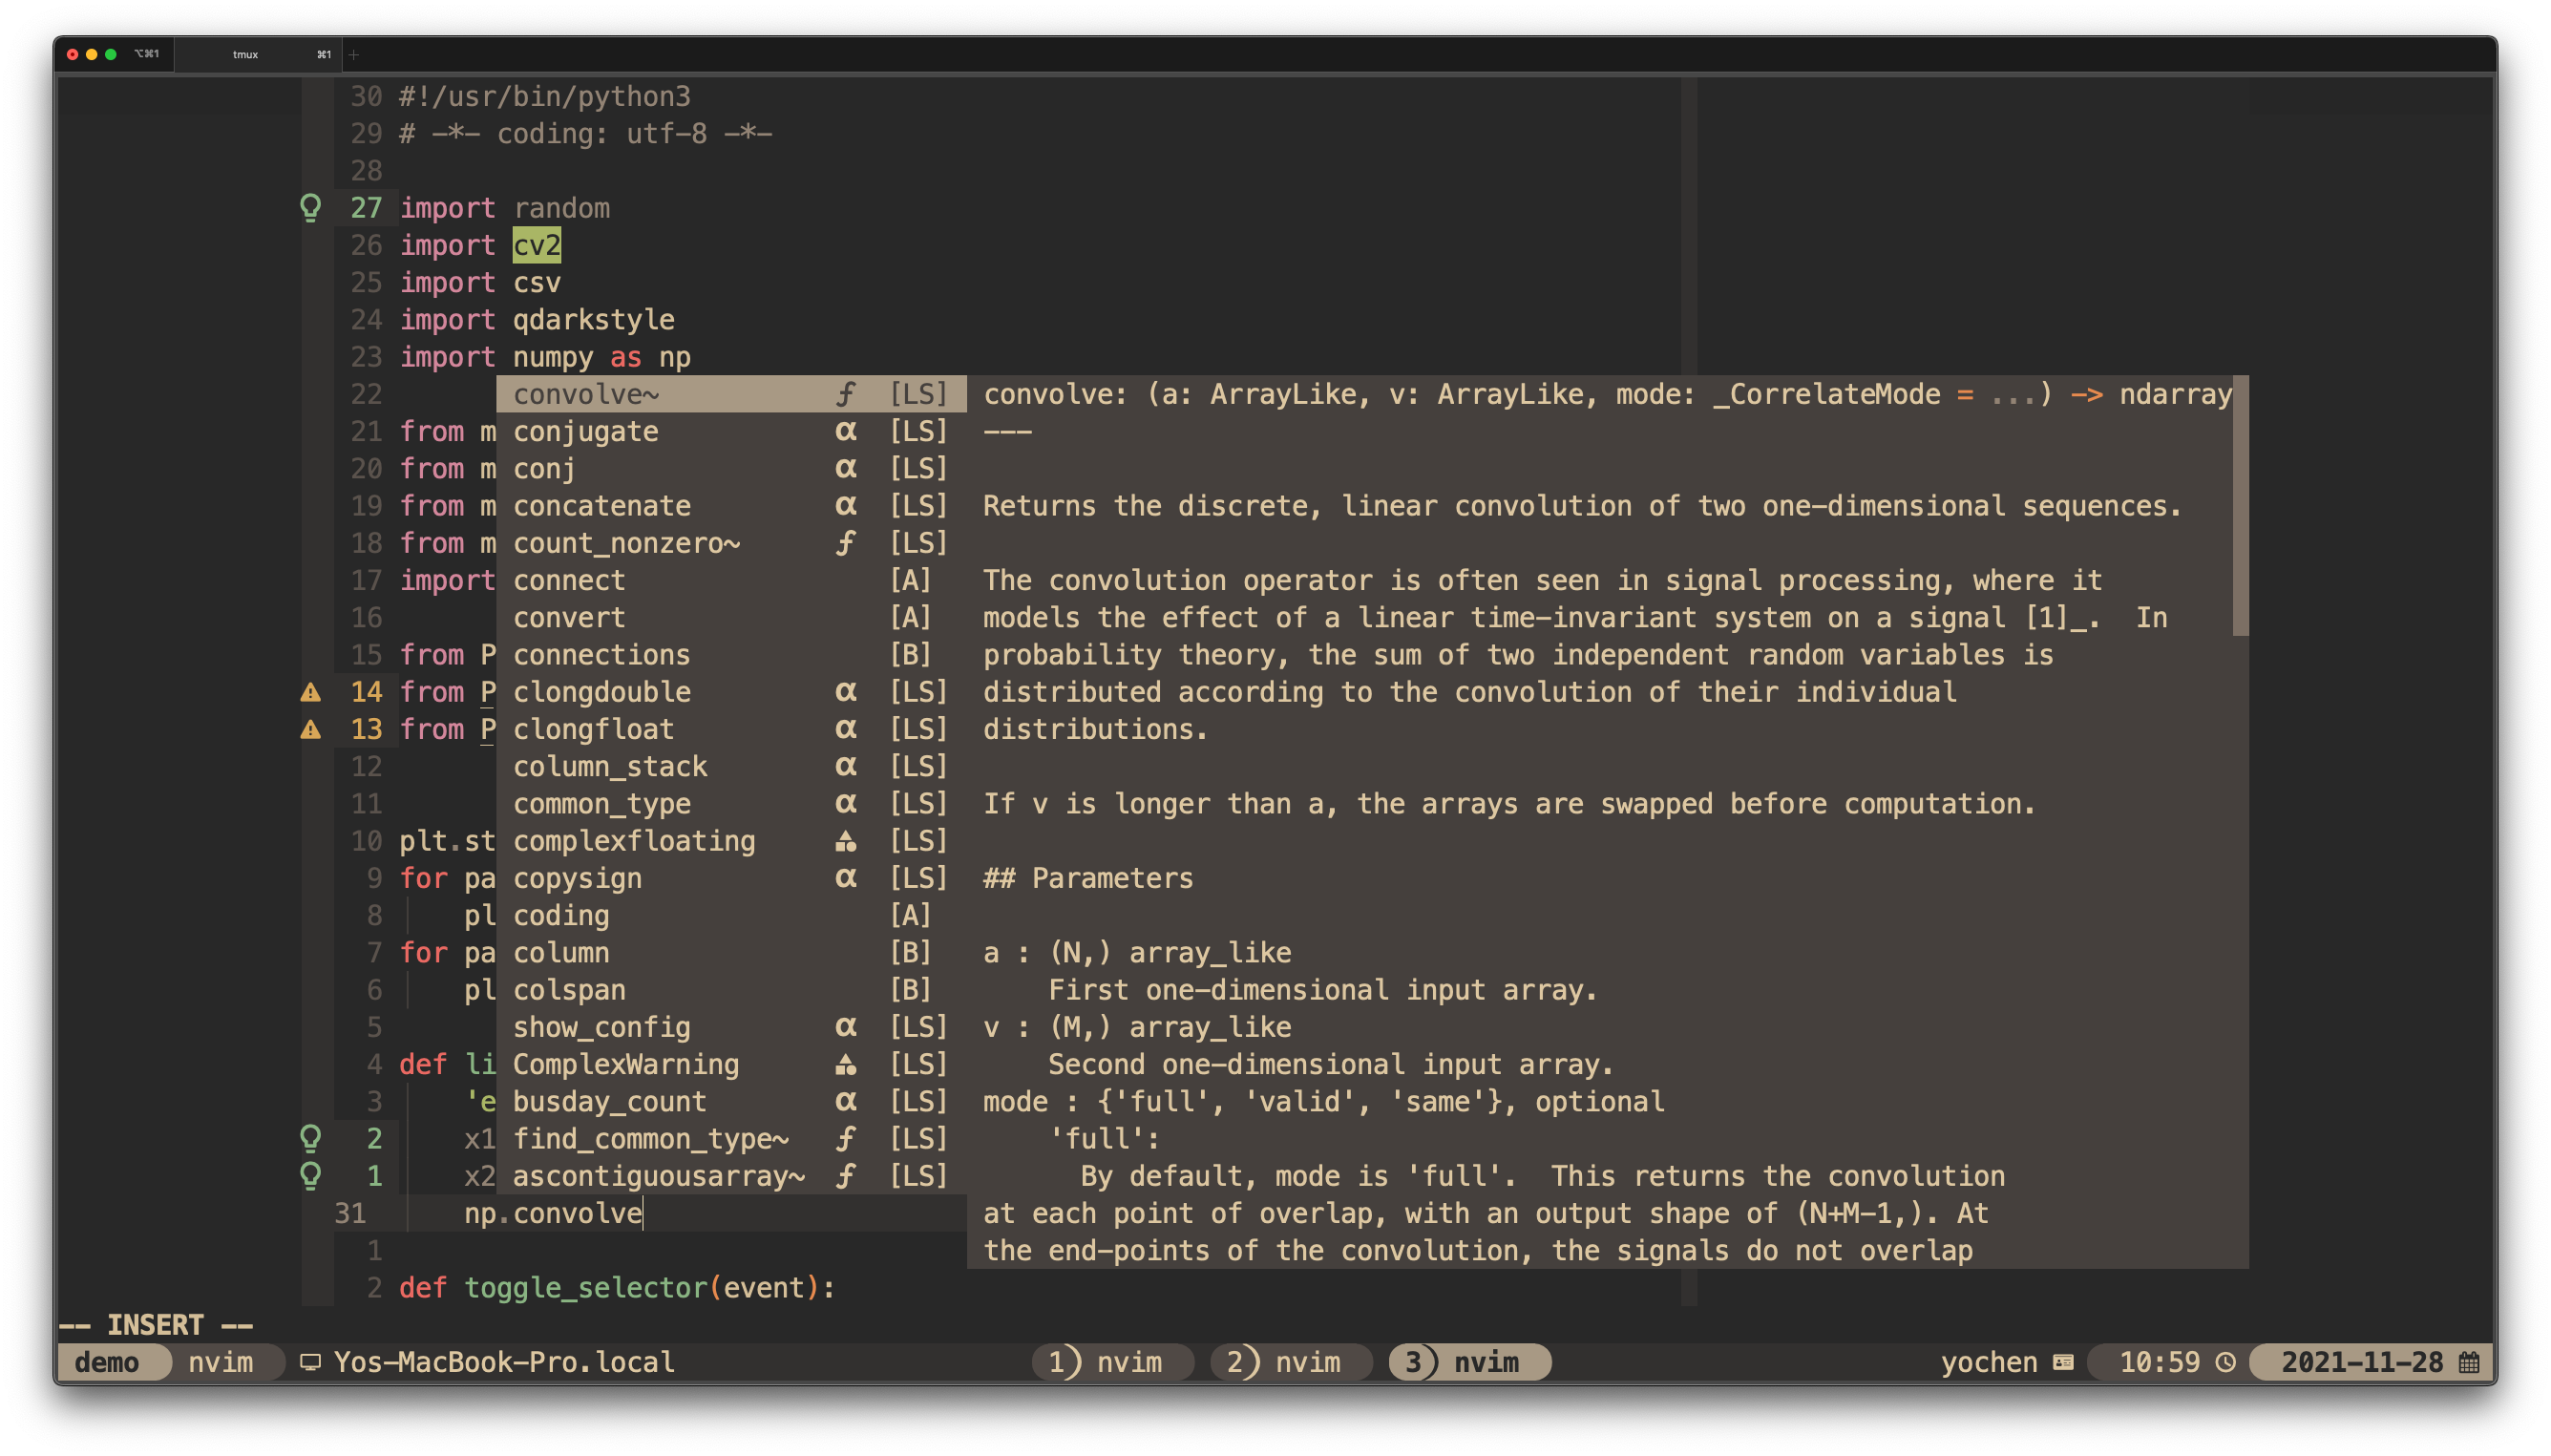 ⌥⌘1 tmux ⌘1 +
30 #!/usr/bin/python3
29 # -*- coding: utf-8 -*-
28
27 import random
26 import cv2
25 import csv
24 import qdarkstyle
23 import numpy as np
22 convolve~ ƒ [LS] convolve: (a: ArrayLike, v: ArrayLike, mode: _CorrelateMode = ...) -> ndarray
21 from m conjugate α [LS] ---
20 from m conj α [LS]
19 from m concatenate α [LS] Returns the discrete, linear convolution of two one-dimensional sequences.
18 from m count_nonzero~ ƒ [LS]
17 import connect [A] The convolution operator is often seen in signal processing, where it
16 convert [A] models the effect of a linear time-invariant system on a signal [1]_.  In
15 from P connections [B] probability theory, the sum of two independent random variables is
14 from P clongdouble α [LS] distributed according to the convolution of their individual
13 from P clongfloat α [LS] distributions.
12 column_stack α [LS]
11 common_type α [LS] If v is longer than a, the arrays are swapped before computation.
10 plt.st complexfloating [LS]
9 for pa copysign α [LS] ## Parameters
8 pl coding [A]
7 for pa column [B] a : (N,) array_like
6 pl colspan [B] First one-dimensional input array.
5 show_config α [LS] v : (M,) array_like
4 def li ComplexWarning [LS] Second one-dimensional input array.
3 'e busday_count α [LS] mode : {'full', 'valid', 'same'}, optional
2 x1 find_common_type~ ƒ [LS] 'full':
1 x2 ascontiguousarray~ ƒ [LS] By default, mode is 'full'.  This returns the convolution
31 np.convolve at each point of overlap, with an output shape of (N+M-1,). At
1 the end-points of the convolution, the signals do not overlap
2 def toggle_selector(event):
-- INSERT --
demo nvim Yos-MacBook-Pro.local 1) nvim 2) nvim 3) nvim yochen 10:59 2021-11-28